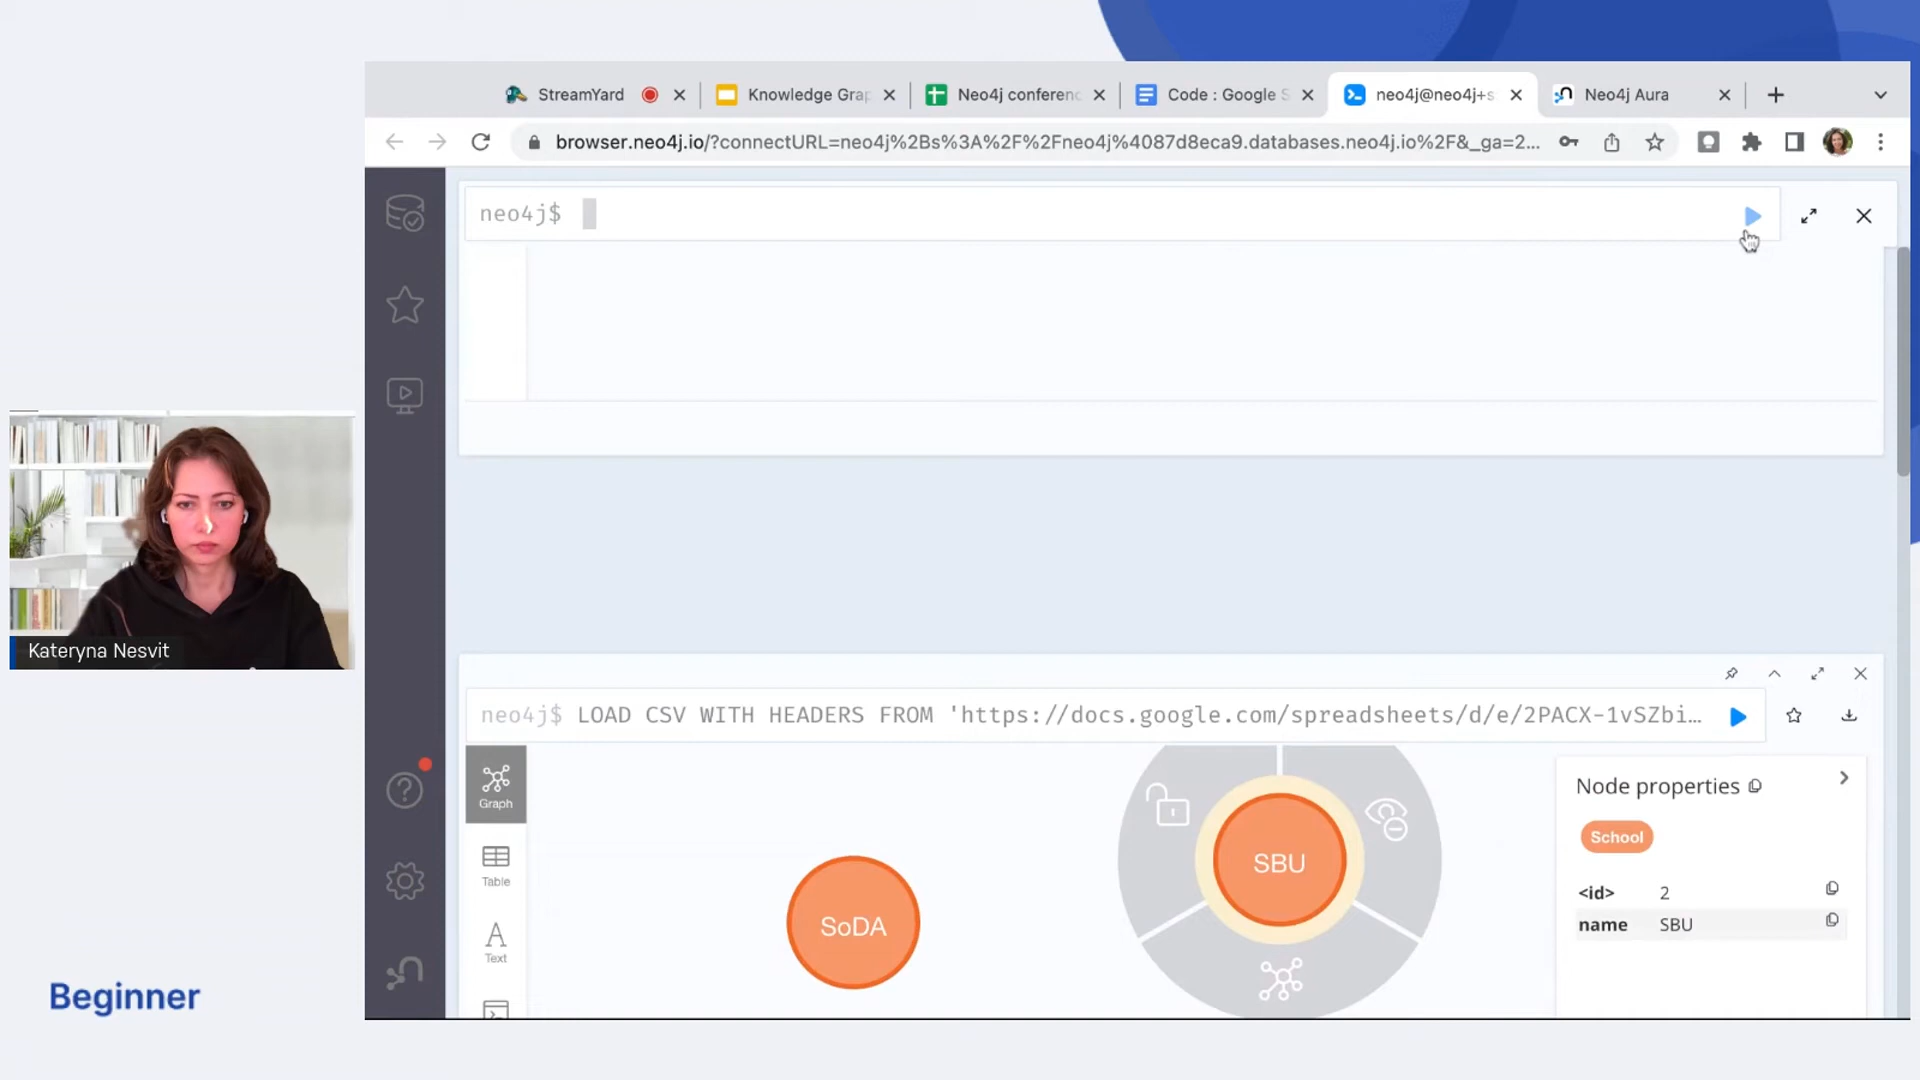 StreamYard
Knowledge Grap
Neo4j conferenc
Code : Google S
neo4j@neo4j+s
Neo4j Aura
browser.neo4j.io/?connectURL=neo4j%2Bs%3A%2F%2Fneo4j%4087d8eca9.databases.neo4j.io%2F&_ga=2...
neo4j$
neo4j$ LOAD CSV WITH HEADERS FROM 'https://docs.google.com/spreadsheets/d/e/2PACX-1vSZbi...
Graph
Table
Text
SoDA
SBU
Node properties
School
<id> 2
name SBU
Kateryna Nesvit
Beginner